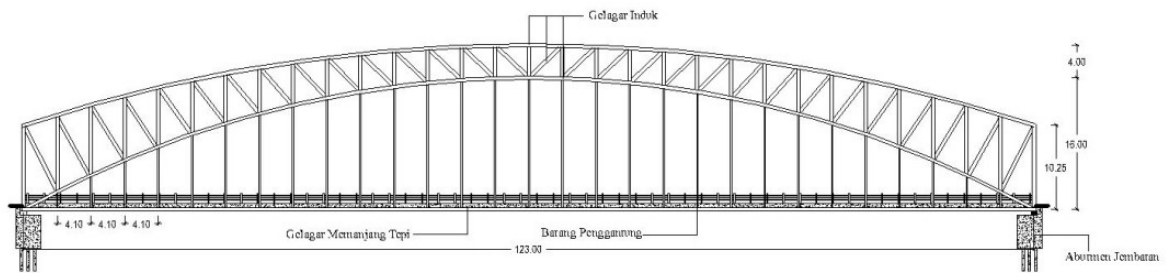 Gelagar Induk
4.00
16.00
10.25
4.10 4.10 4.10
Gelagar Memanjang Tepi
Batang Penggantung
123.00
Abutmen Jembatan